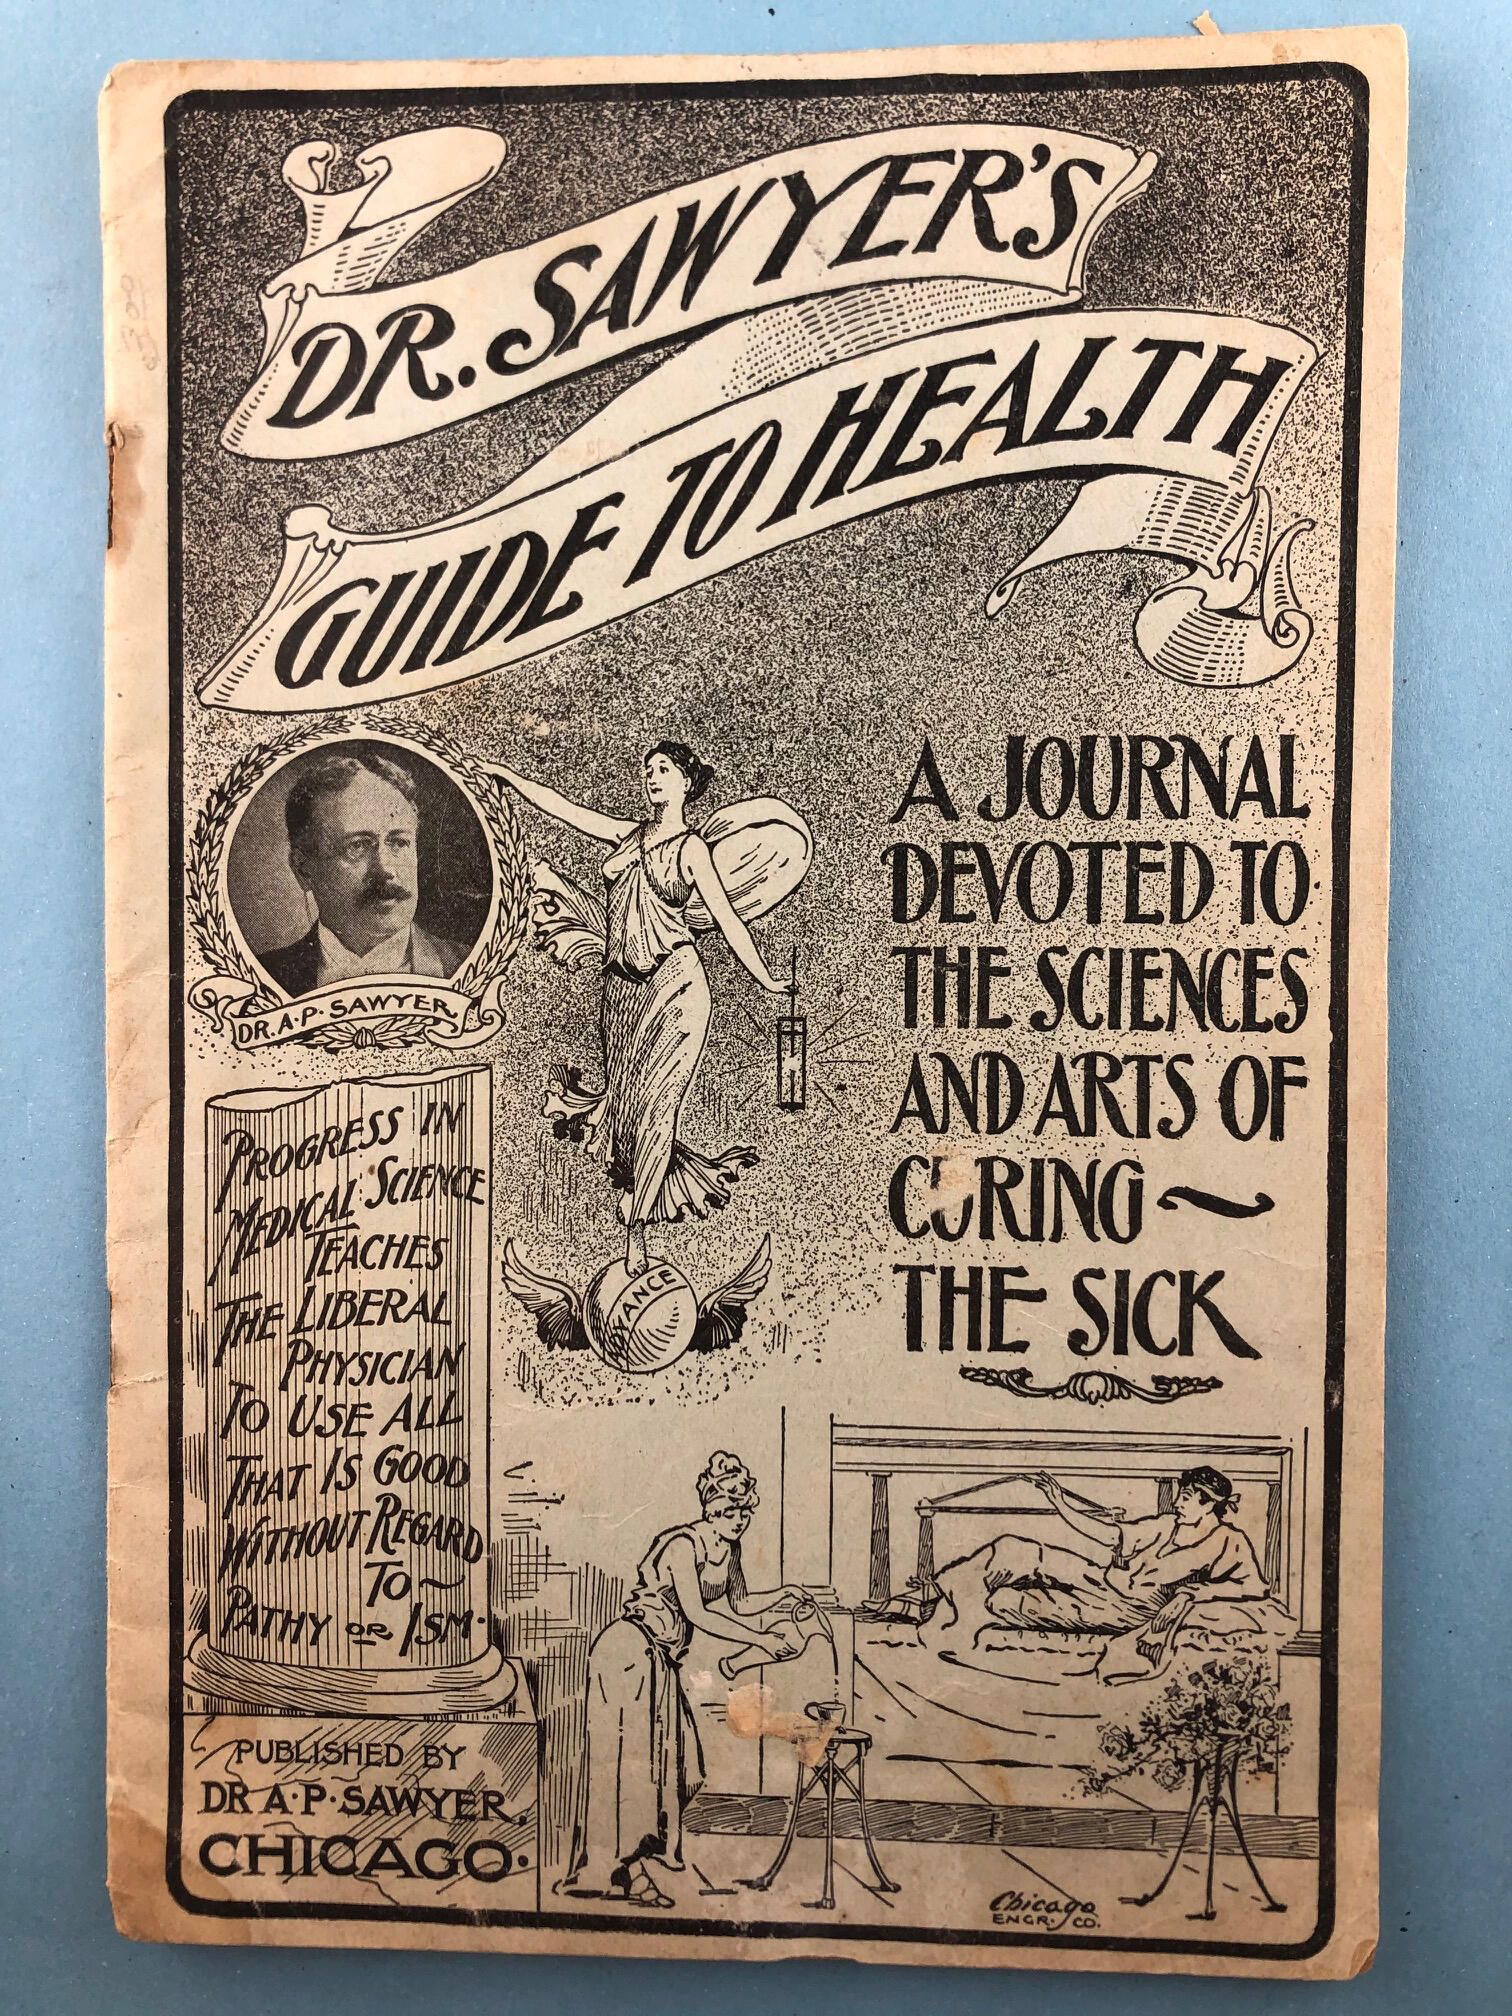 DR. SAWYER'S
GUIDE TO HEALTH
DR. A. P. SAWYER
A JOURNAL
DEVOTED TO
THE SCIENCES
AND ARTS OF
CURING ~
THE SICK
PROGRESS IN
MEDICAL SCIENCE
TEACHES
THE LIBERAL
PHYSICIAN
TO USE ALL
THAT IS GOOD
WITHOUT REGARD
TO ~
PATHY OR ISM.
PUBLISHED BY
DR A. P. SAWYER,
CHICAGO.
Chicago
ENGR. CO.